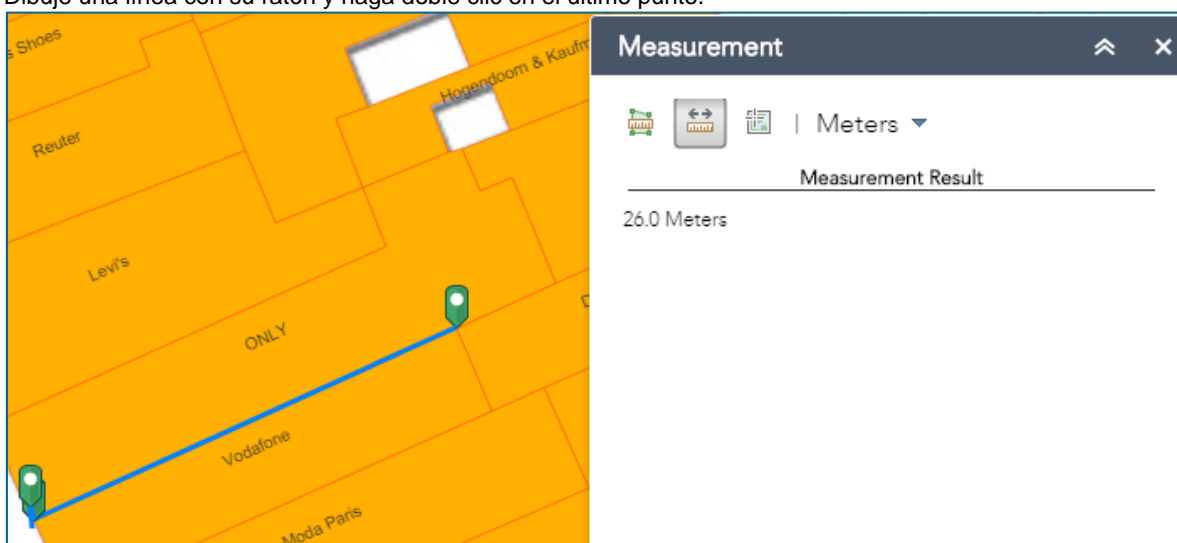 Dibuje una línea con su ratón y haga doble clic en el último punto.
s Shoes
Hogendoorn & Kaufm
Reuter
Levi's
ONLY
D
Vodafone
Moda Paris
Measurement
| Meters
Measurement Result
26.0 Meters